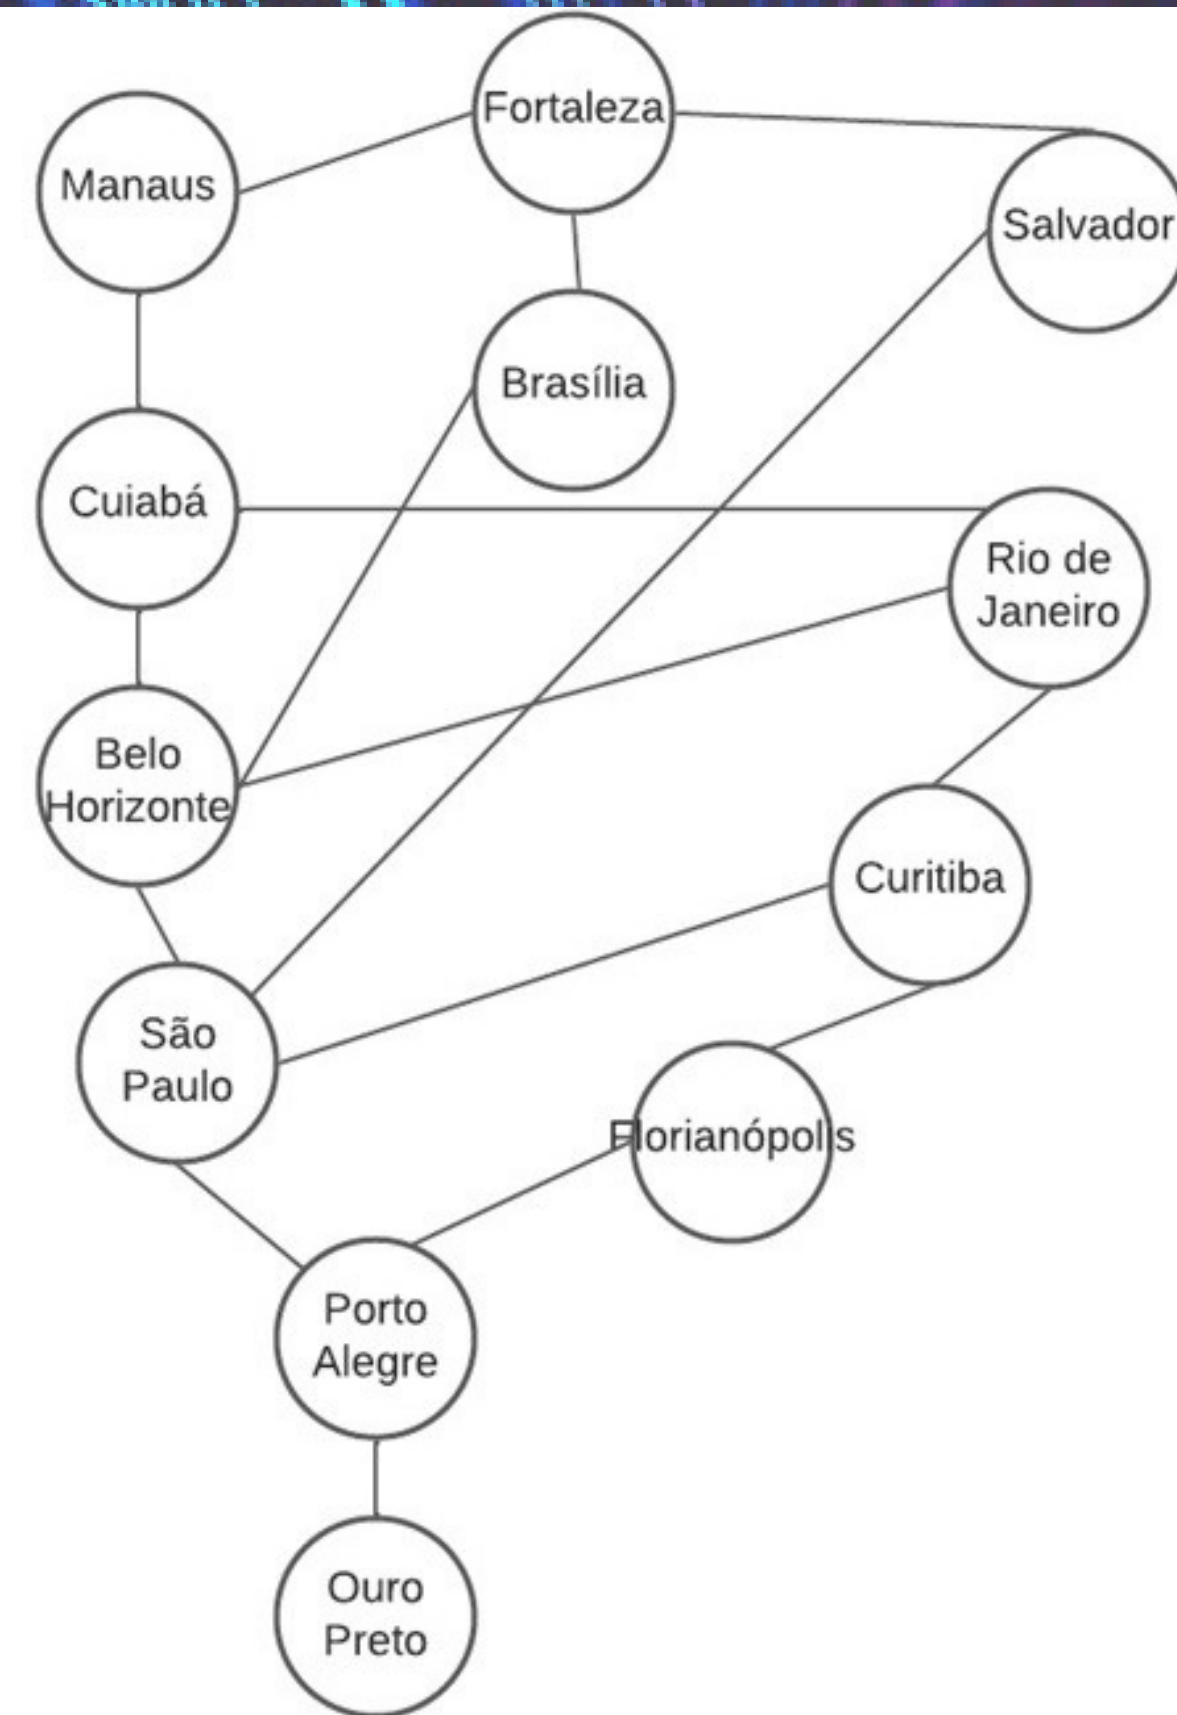 Fortaleza
Manaus
Salvador
Brasília
Cuiabá
Rio de
Janeiro
Belo
Horizonte
Curitiba
São
Paulo
Florianópolis
Porto
Alegre
Ouro
Preto